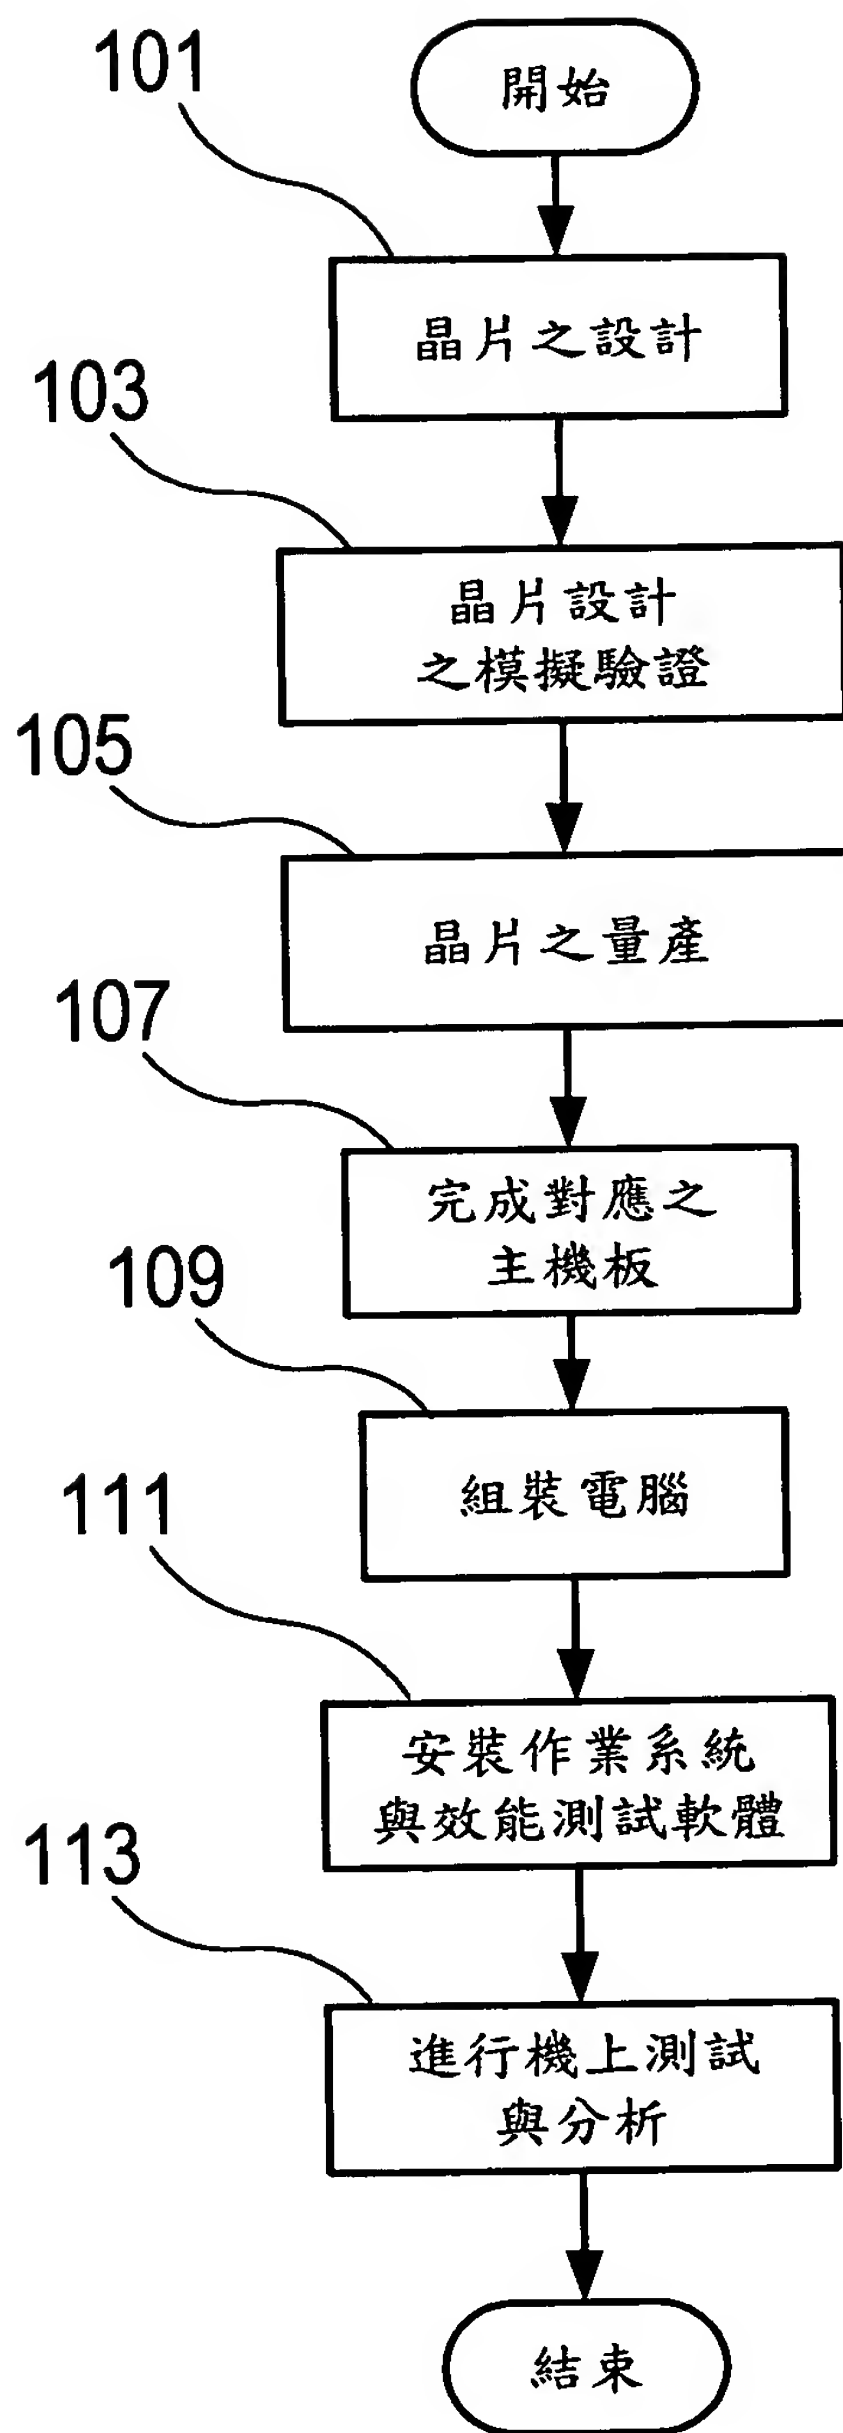 101
開始
晶片之設計
103
晶片設計
之模擬驗證
105
晶片之量產
107
完成對應之
主機板
109
組裝電腦
111
安裝作業系統
與效能測試軟體
113
進行機上測試
與分析
結束